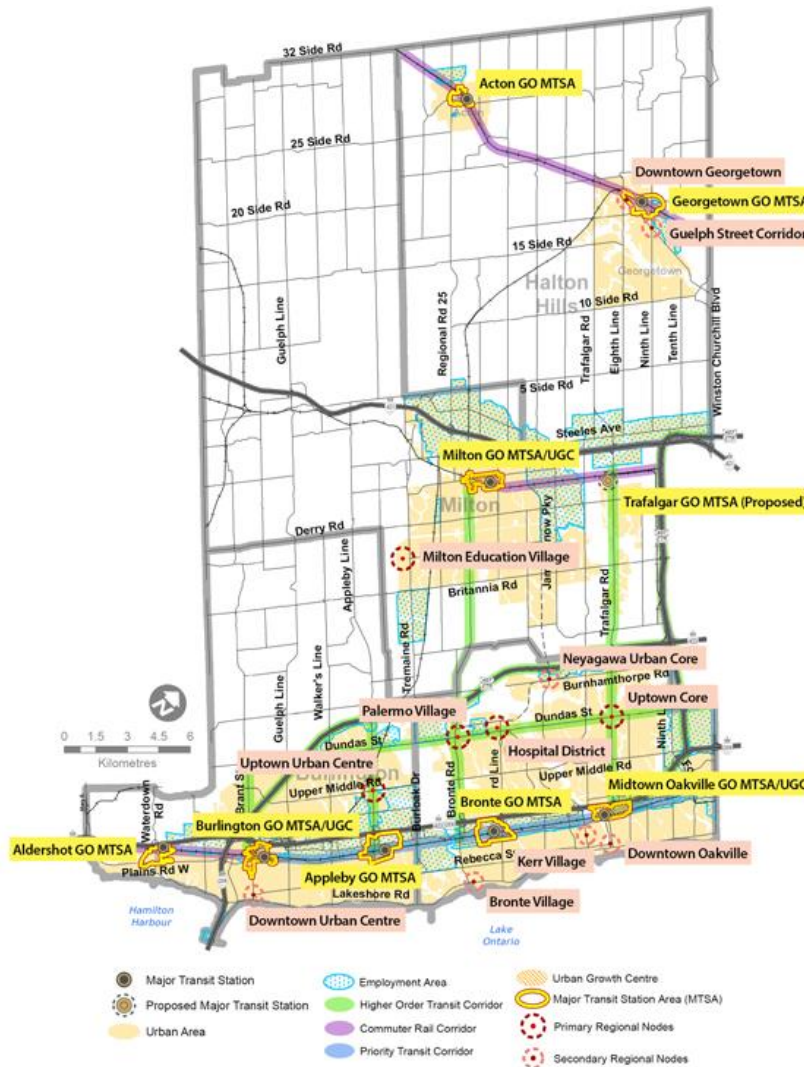 32 Side Rd
Acton GO MTSA
25 Side Rd
Downtown Georgetown
Georgetown GO MTSA
20 Side Rd
Guelph Street Corridor
15 Side Rd
Georgetown
Halton
Hills
10 Side Rd
Guelph Line
Regional Rd 25
Trafalgar Rd
Eighth Line
Ninth Line
Tenth Line
Winston Churchill Blvd
5 Side Rd
Steeles Ave
Milton GO MTSA/UGC
Milton
Trafalgar GO MTSA (Proposed)
Derry Rd
Milton Education Village
Appleby Line
Britannia Rd
Trafalgar Rd
Tremaine Rd
Walker's Line
Guelph Line
Neyagawa Urban Core
Burnhamthorpe Rd
Palermo Village
Uptown Core
Dundas St
0 1.5 3 6
Kilometres
Dundas St
Hospital District
Uptown Urban Centre
Upper Middle Rd
Upper Middle Rd
Bronte Rd
Midtown Oakville GO MTSA/UGC
Bronte GO MTSA
Waterdown
Rd
Burlington GO MTSA/UGC
Aldershot GO MTSA
Plains Rd W
Appleby GO MTSA
Kerr Village
Downtown Oakville
Lakeshore Rd
Bronte Village
Downtown Urban Centre
Hamilton
Harbour
Lake
Ontario
Major Transit Station
Proposed Major Transit Station
Urban Area
Employment Area
Higher Order Transit Corridor
Commuter Rail Corridor
Priority Transit Corridor
Urban Growth Centre
Major Transit Station Area (MTSA)
Primary Regional Nodes
Secondary Regional Nodes